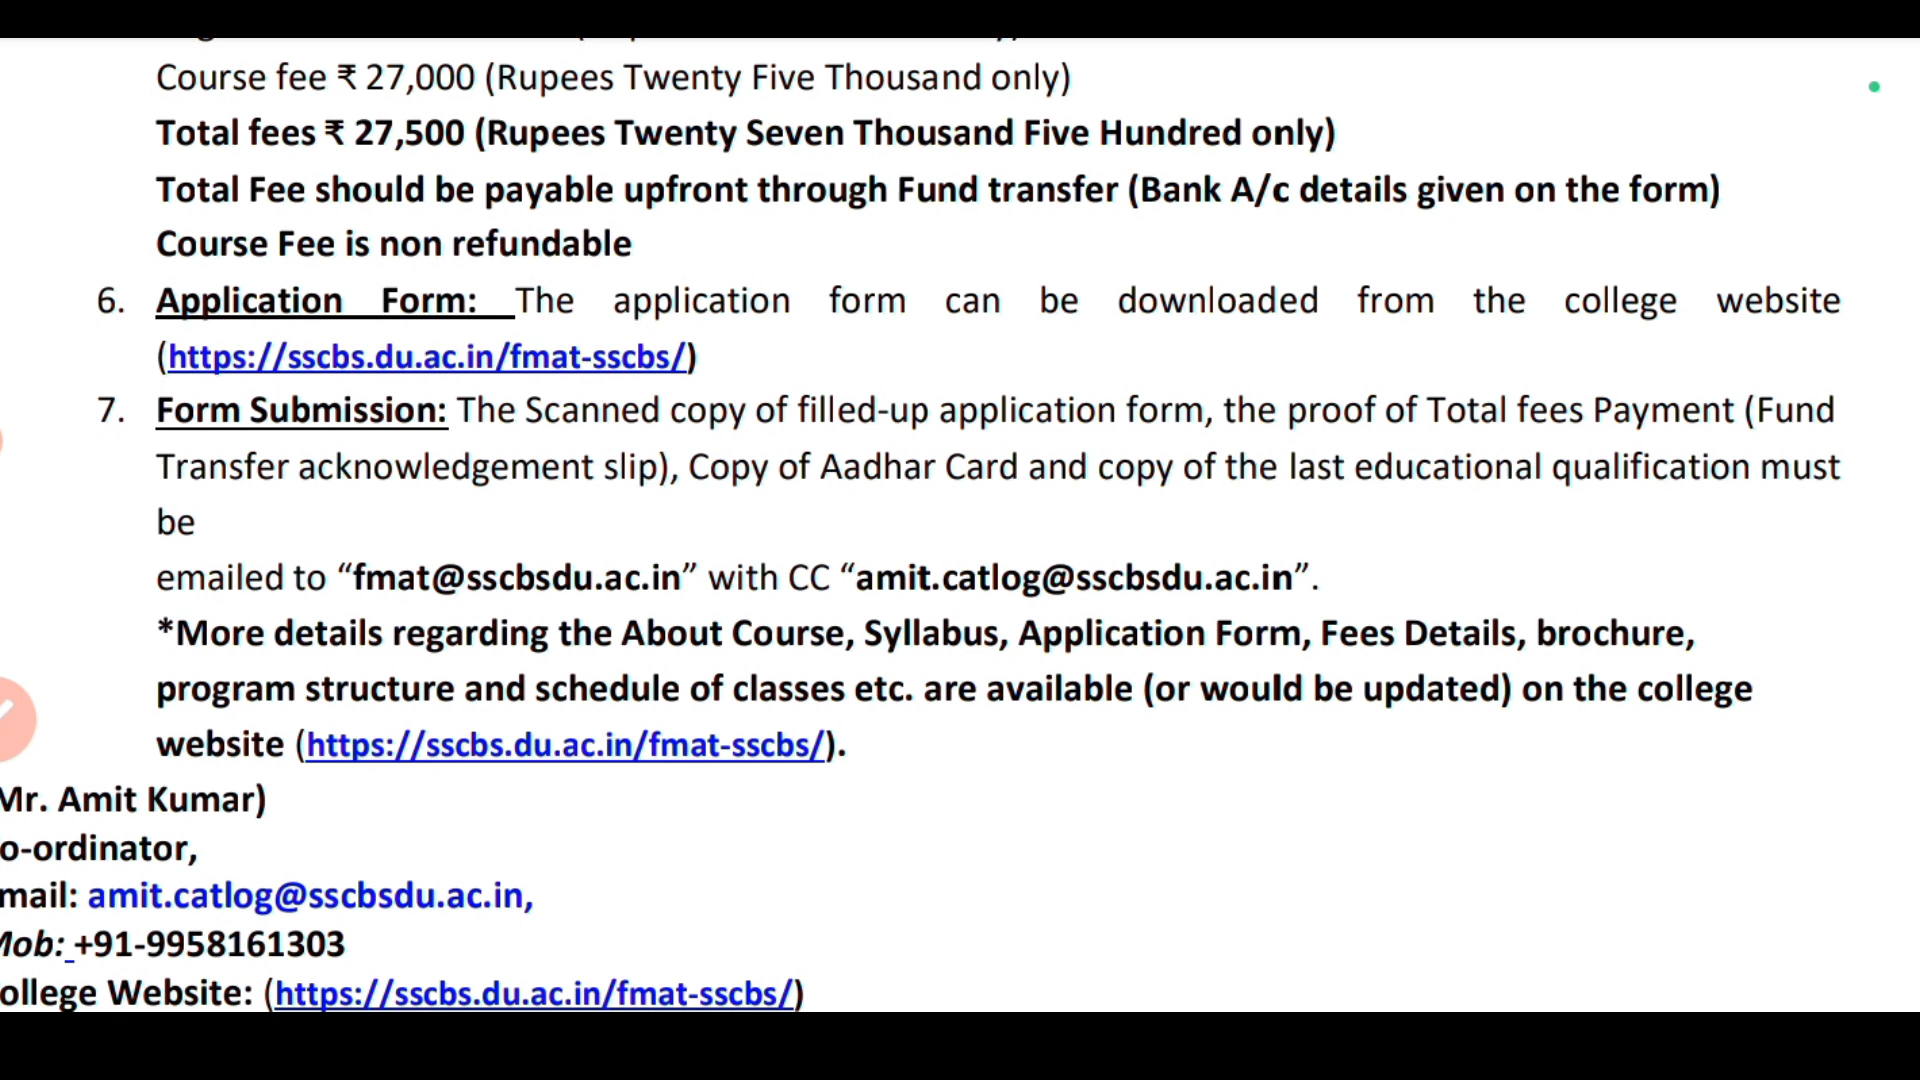 Course fee ₹ 27,000 (Rupees Twenty Five Thousand only)
Total fees ₹ 27,500 (Rupees Twenty Seven Thousand Five Hundred only)
Total Fee should be payable upfront through Fund transfer (Bank A/c details given on the form)
Course Fee is non refundable
6. Application Form: The application form can be downloaded from the college website
(https://sscbs.du.ac.in/fmat-sscbs/)
7. Form Submission: The Scanned copy of filled-up application form, the proof of Total fees Payment (Fund
Transfer acknowledgement slip), Copy of Aadhar Card and copy of the last educational qualification must
be
emailed to “fmat@sscbsdu.ac.in” with CC “amit.catlog@sscbsdu.ac.in”.
*More details regarding the About Course, Syllabus, Application Form, Fees Details, brochure,
program structure and schedule of classes etc. are available (or would be updated) on the college
website (https://sscbs.du.ac.in/fmat-sscbs/).
Mr. Amit Kumar)
o-ordinator,
mail: amit.catlog@sscbsdu.ac.in,
Mob: +91-9958161303
ollege Website: (https://sscbs.du.ac.in/fmat-sscbs/)